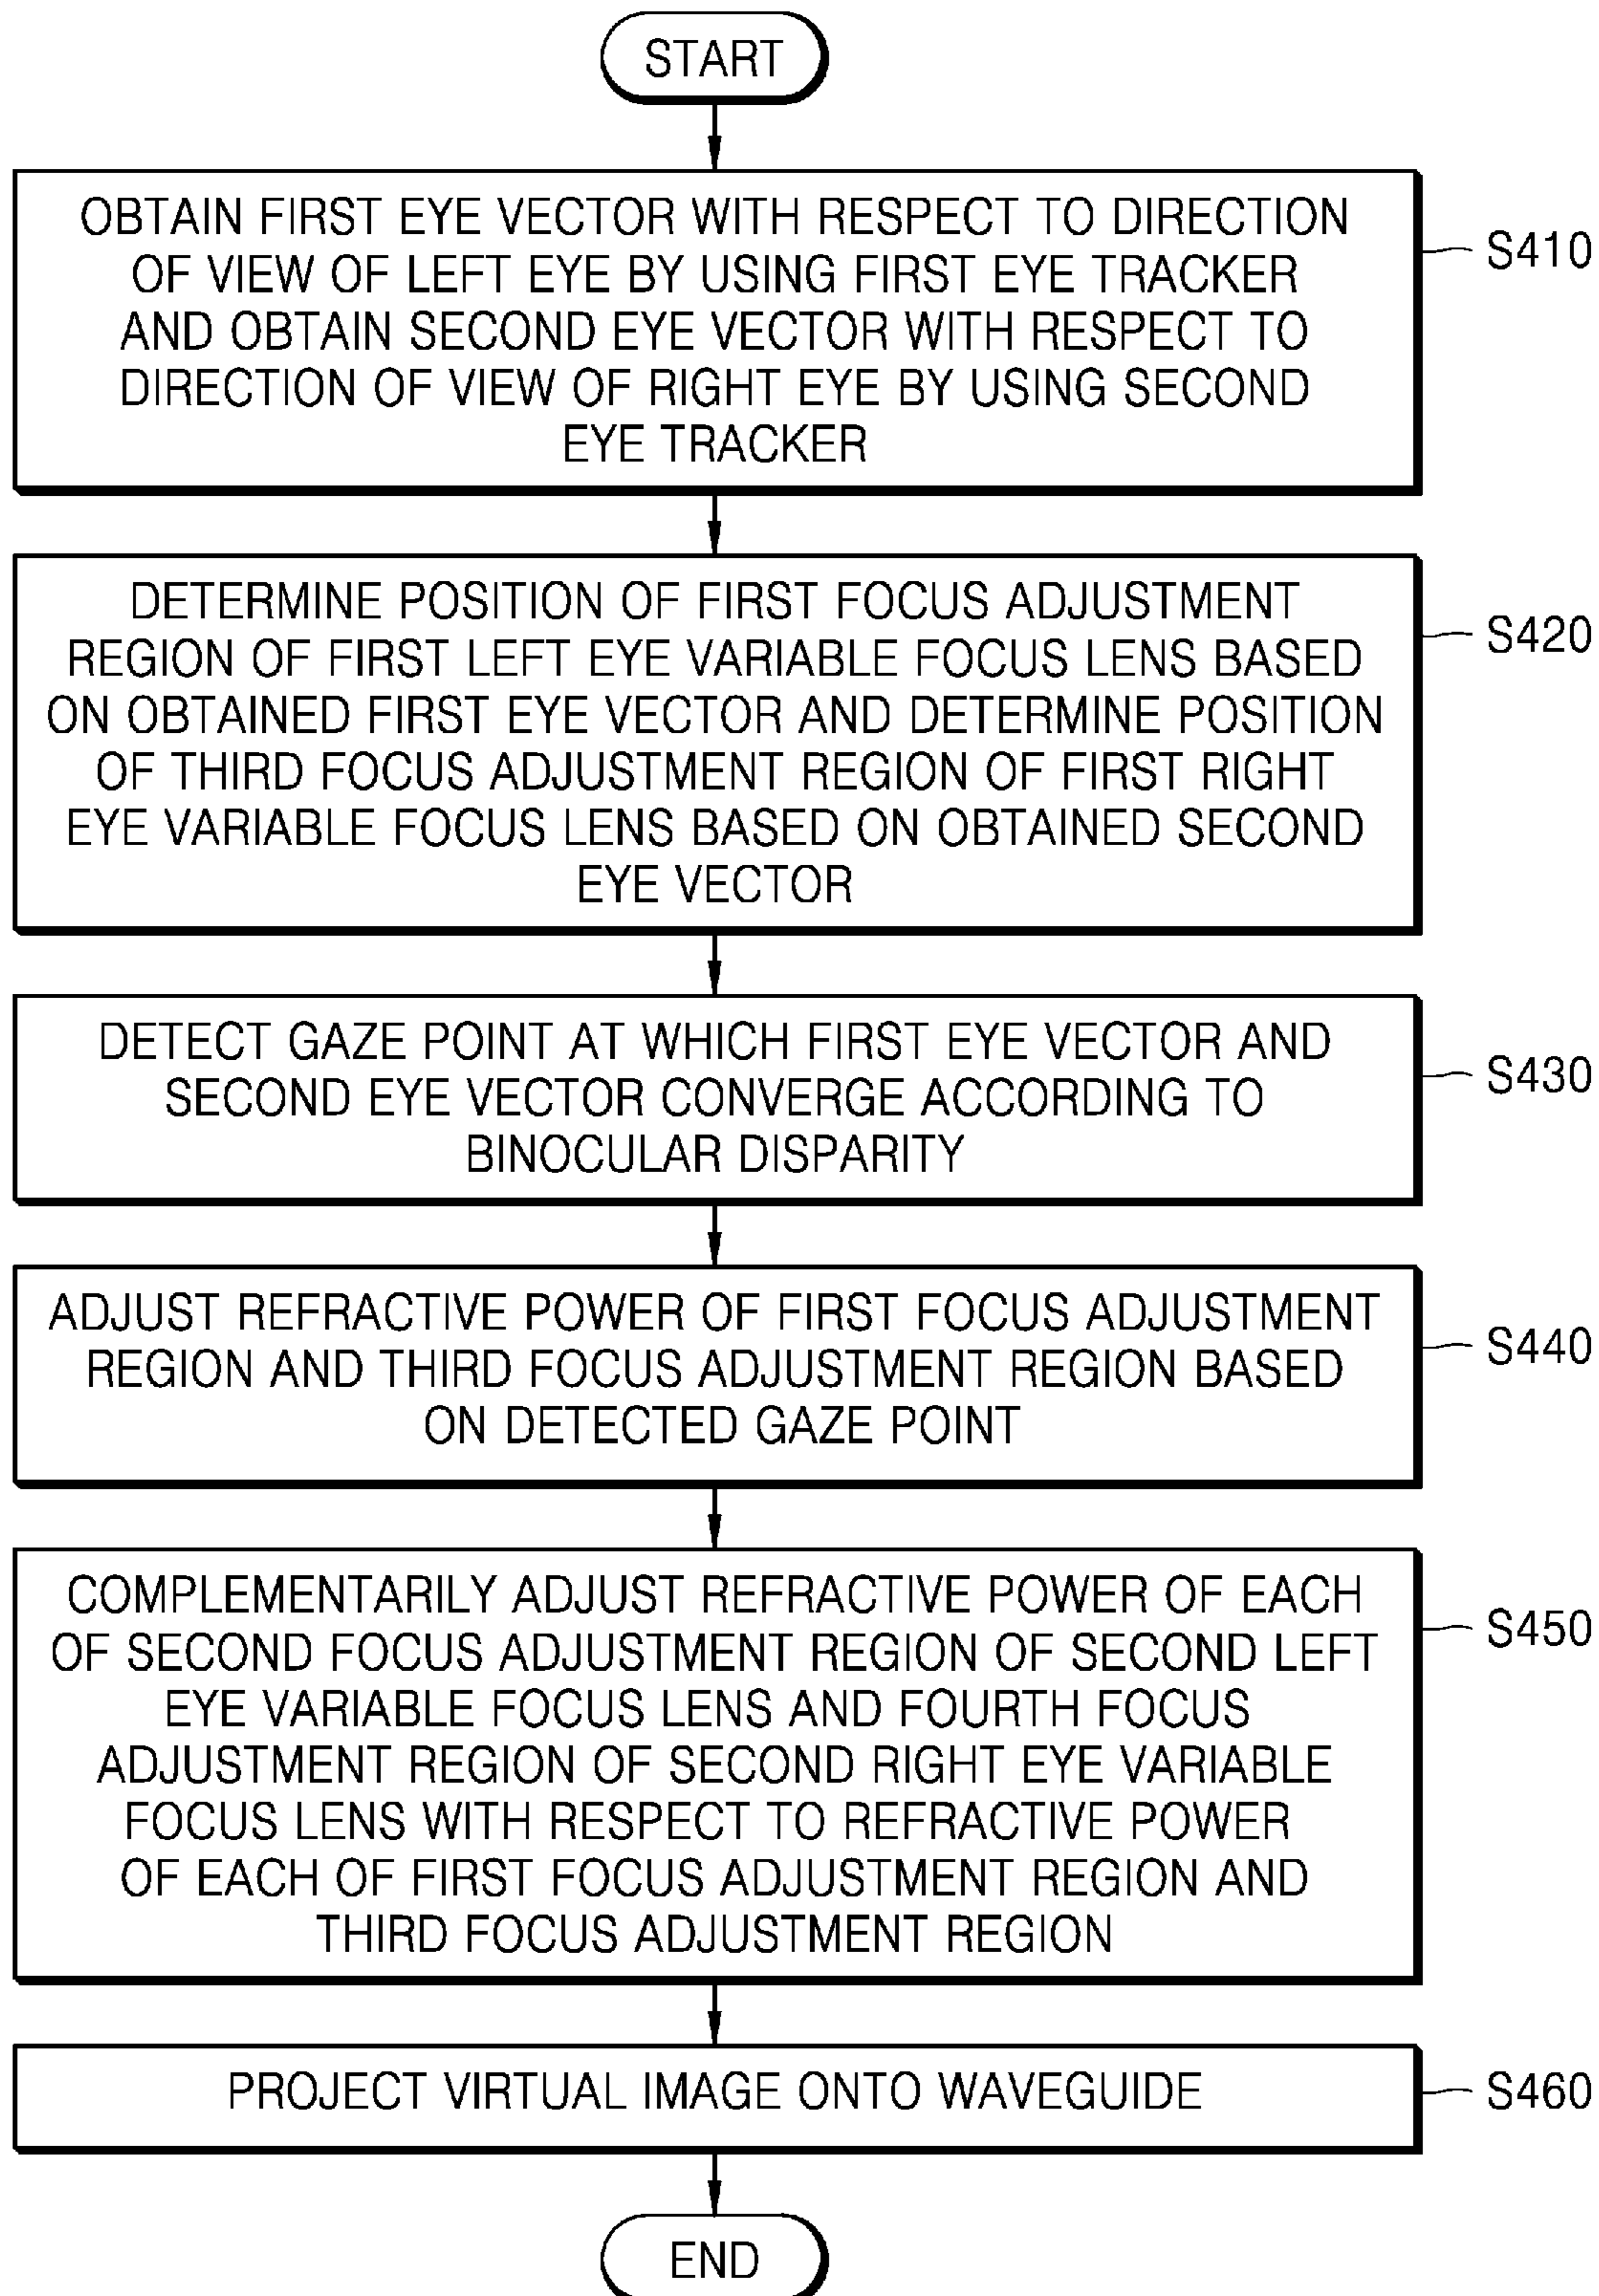 START
OBTAIN FIRST EYE VECTOR WITH RESPECT TO DIRECTION
OF VIEW OF LEFT EYE BY USING FIRST EYE TRACKER
AND OBTAIN SECOND EYE VECTOR WITH RESPECT TO
DIRECTION OF VIEW OF RIGHT EYE BY USING SECOND
EYE TRACKER
S410
DETERMINE POSITION OF FIRST FOCUS ADJUSTMENT
REGION OF FIRST LEFT EYE VARIABLE FOCUS LENS BASED
ON OBTAINED FIRST EYE VECTOR AND DETERMINE POSITION
OF THIRD FOCUS ADJUSTMENT REGION OF FIRST RIGHT
EYE VARIABLE FOCUS LENS BASED ON OBTAINED SECOND
EYE VECTOR
S420
DETECT GAZE POINT AT WHICH FIRST EYE VECTOR AND
SECOND EYE VECTOR CONVERGE ACCORDING TO
BINOCULAR DISPARITY
S430
ADJUST REFRACTIVE POWER OF FIRST FOCUS ADJUSTMENT
REGION AND THIRD FOCUS ADJUSTMENT REGION BASED
ON DETECTED GAZE POINT
S440
COMPLEMENTARILY ADJUST REFRACTIVE POWER OF EACH
OF SECOND FOCUS ADJUSTMENT REGION OF SECOND LEFT
EYE VARIABLE FOCUS LENS AND FOURTH FOCUS
ADJUSTMENT REGION OF SECOND RIGHT EYE VARIABLE
FOCUS LENS WITH RESPECT TO REFRACTIVE POWER
OF EACH OF FIRST FOCUS ADJUSTMENT REGION AND
THIRD FOCUS ADJUSTMENT REGION
S450
PROJECT VIRTUAL IMAGE ONTO WAVEGUIDE
S460
END